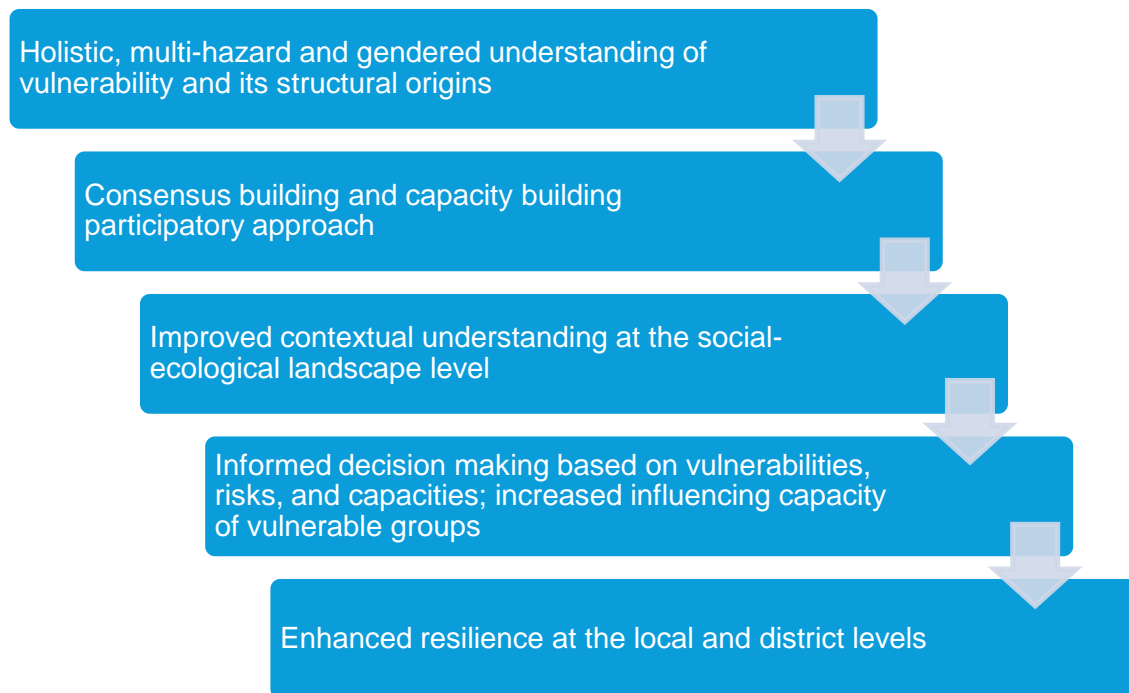 Holistic, multi-hazard and gendered understanding of
vulnerability and its structural origins
Consensus building and capacity building
participatory approach
Improved contextual understanding at the social-
ecological landscape level
Informed decision making based on vulnerabilities,
risks, and capacities; increased influencing capacity
of vulnerable groups
Enhanced resilience at the local and district levels